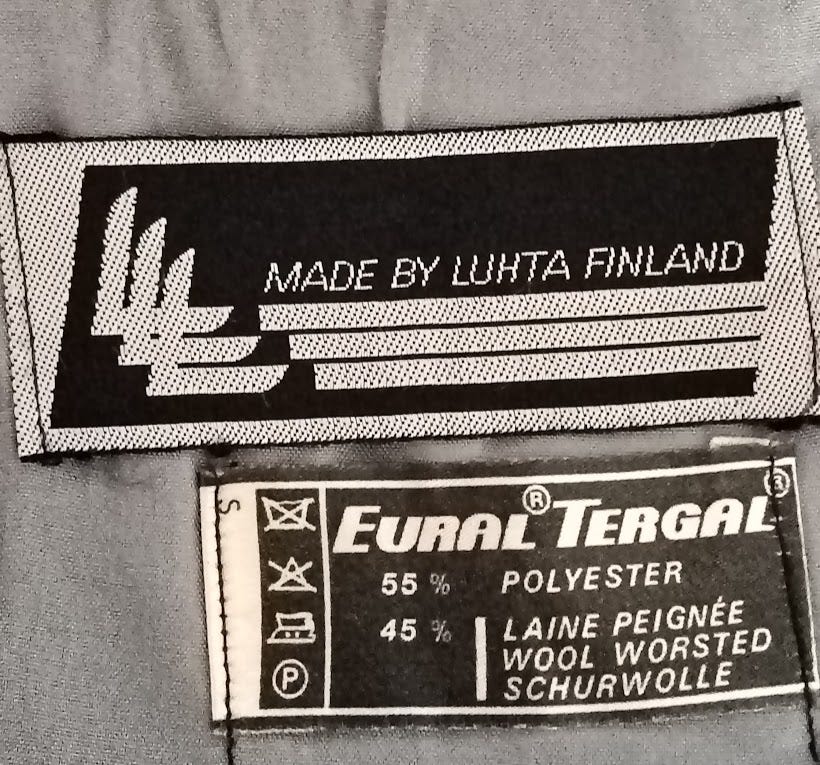 MADE BY LUHTA FINLAND
S
EURAL® TERGAL®
55 % POLYESTER
45 % LAINE PEIGNÉE
WOOL WORSTED
SCHURWOLLE
P